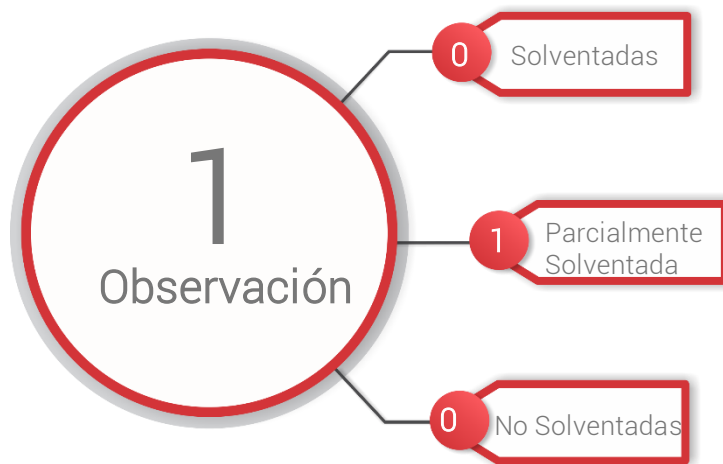 1
Observación
0
Solventadas
1
Parcialmente
Solventada
0
No Solventadas